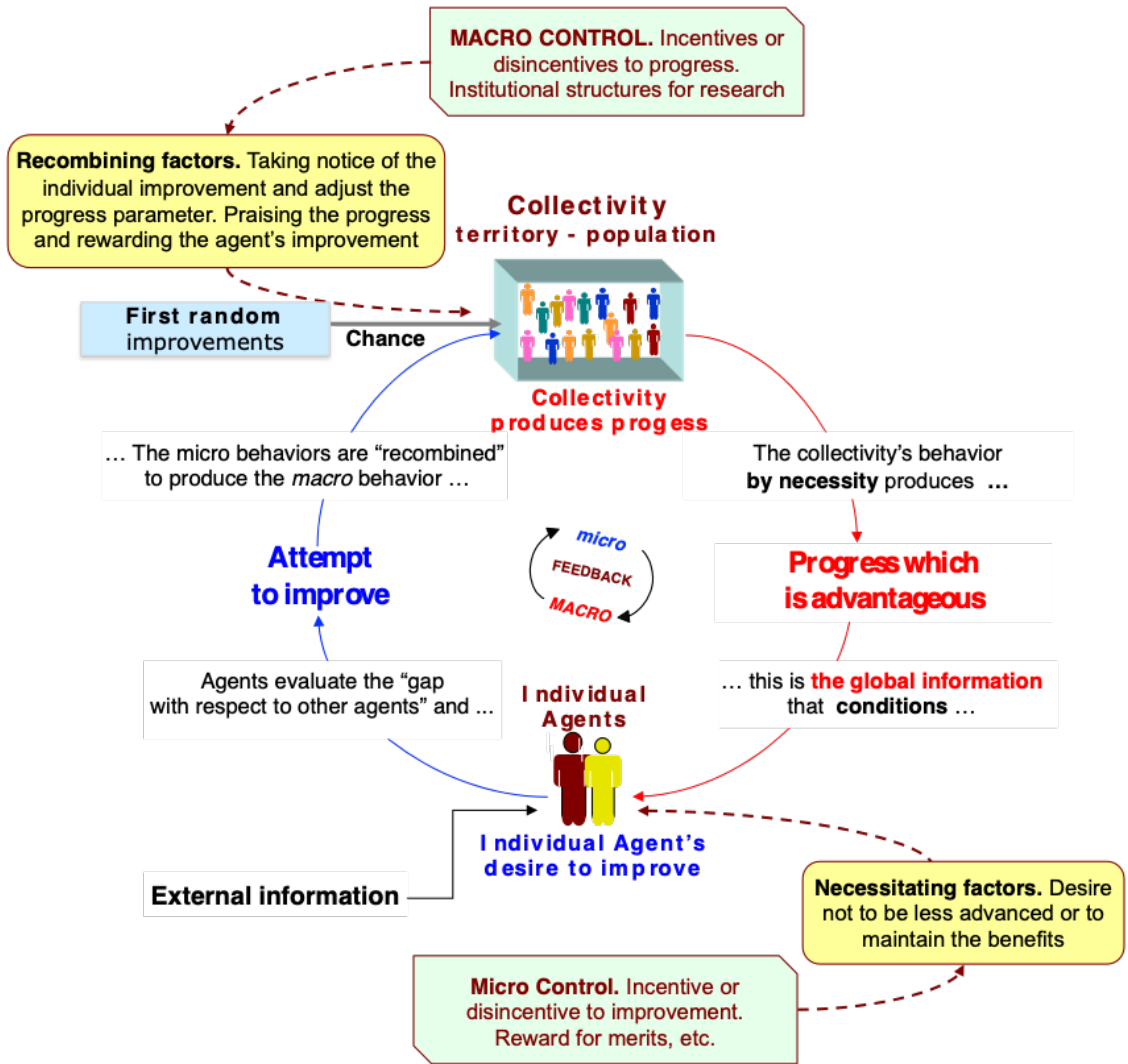 MACRO CONTROL. Incentives or
disincentives to progress.
Institutional structures for research
Recombining factors. Taking notice of the
individual improvement and adjust the
progress parameter. Praising the progress
and rewarding the agent’s improvement
Collectivity
territory - population
First random
improvements
Chance
Collectivity
produces progess
… The micro behaviors are “recombined”
to produce the macro behavior …
The collectivity’s behavior
by necessity produces …
Attempt
to improve
micro
FEEDBACK
MACRO
Progress which
is advantageous
Agents evaluate the “gap
with respect to other agents” and ...
… this is the global information
that conditions …
Individual
Agents
Individual Agent’s
desire to improve
External information
Necessitating factors. Desire
not to be less advanced or to
maintain the benefits
Micro Control. Incentive or
disincentive to improvement.
Reward for merits, etc.